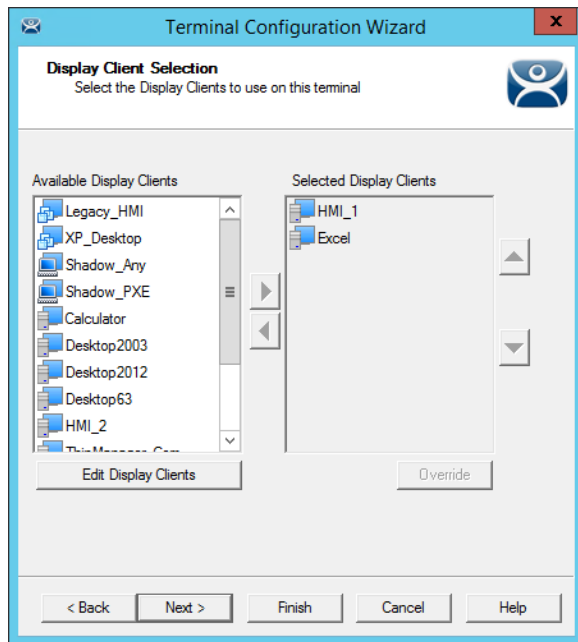 Terminal Configuration Wizard
x
Display Client Selection
Select the Display Clients to use on this terminal
Available Display Clients
Legacy_HMI
XP_Desktop
Shadow_Any
Shadow_PXE
Calculator
Desktop2003
Desktop2012
Desktop63
HMI_2
Selected Display Clients
HMI_1
Excel
Edit Display Clients
Override
< Back
Next >
Finish
Cancel
Help